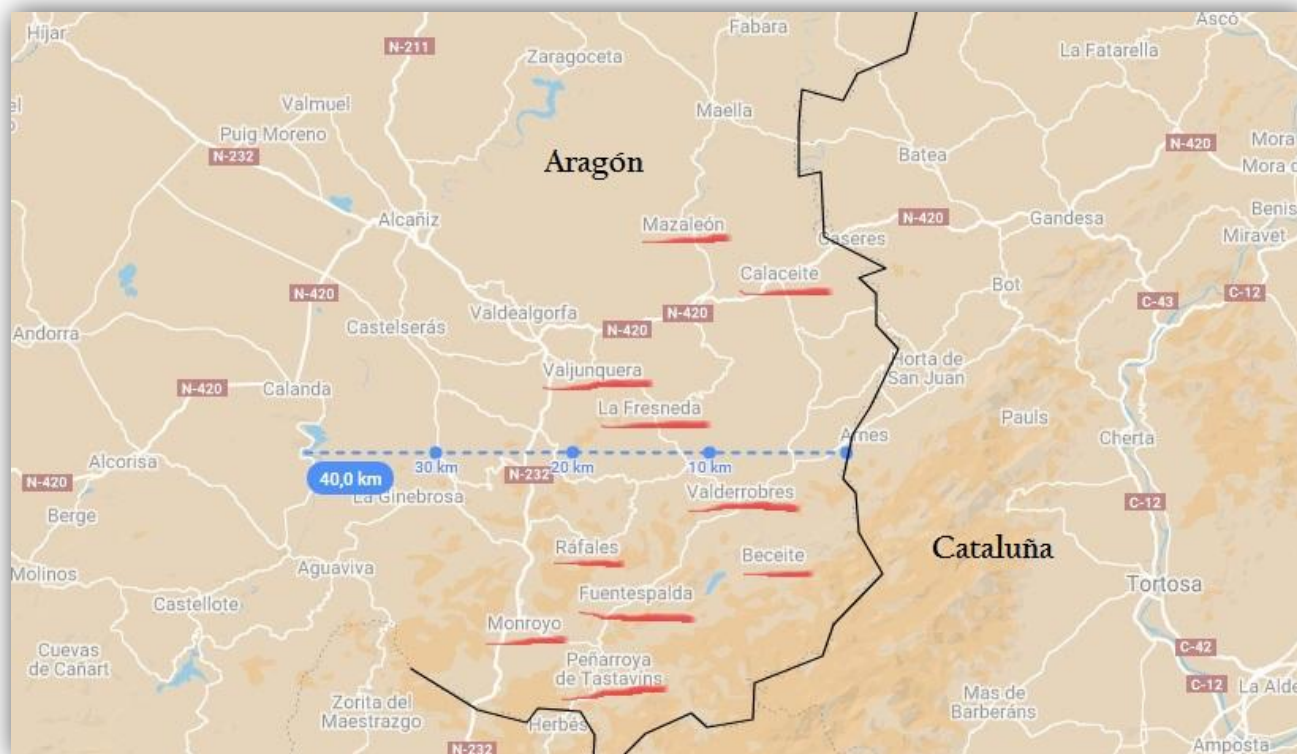 Híjar
N-211
Fabara
Ascó
Zaragoceta
La Fatarella
Valmuel
Maella
Puig Moreno
N-232
Aragón
Batea
N-420
Mora
Mora d
Alcañiz
Mazaleón
N-420
Gandesa
Benis
Miravet
Caseres
Calaceite
Bot
N-420
C-43
C-12
Andorra
Castelserás
Valdealgorfa
N-420
N-420
Horta de
San Juan
N-420
Calanda
Valjunquera
La Fresneda
Pauls
Arnes
Cherta
Alcorisa
30 km
20 km
10 km
N-232
40,0 km
N-420
La Ginebrosa
Valderrobres
C-12
Berge
Ráfales
Beceite
Cataluña
Molinos
Aguaviva
Fuentespalda
Tortosa
Castellote
Monroyo
Cuevas
de Cañart
Peñarroya
de Tastavins
C-42
C-12
La Alde
Zorita del
Maestrazgo
Herbés
Mas de
Barberáns
N-232
Amposta